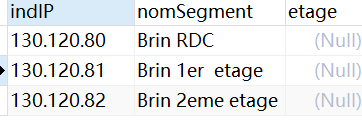 indIP nomSegment etage
130.120.80 Brin RDC (Null)
130.120.81 Brin 1er  etage (Null)
130.120.82 Brin 2eme etage (Null)